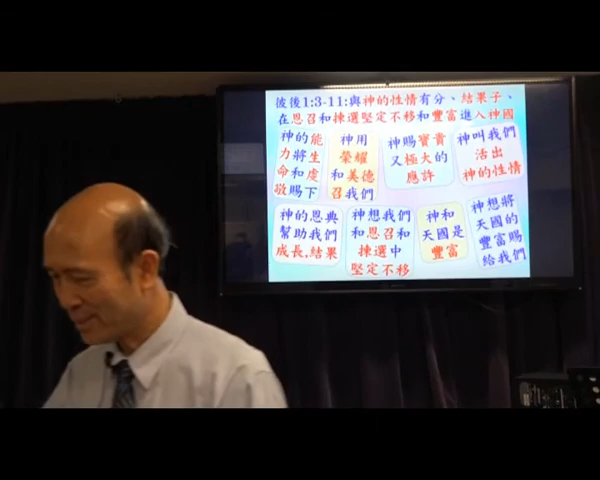 彼後1:3-11:與神的性情有分、結果子、
在恩召和揀選堅定不移和豐富進入神國
神的能
力將生
命和虔
敬賜下
神用
榮耀
和美德
召我們
神賜寶貴
又極大的
應許
神叫我們
活出
神的性情
神的恩典
幫助我們
成長,結果
神想我們
和恩召和
揀選中
堅定不移
神和
天國是
豐富
神想將
天國的
豐富賜
給我們